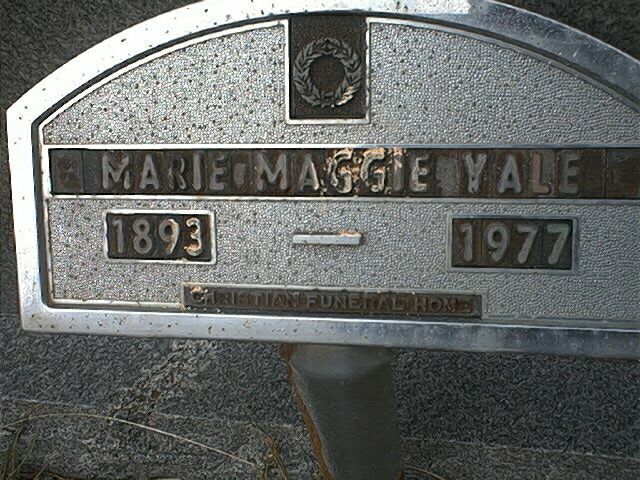 MARIE MAGGIE YALE
1893 — 1977
CHRISTIAN FUNERAL HOME